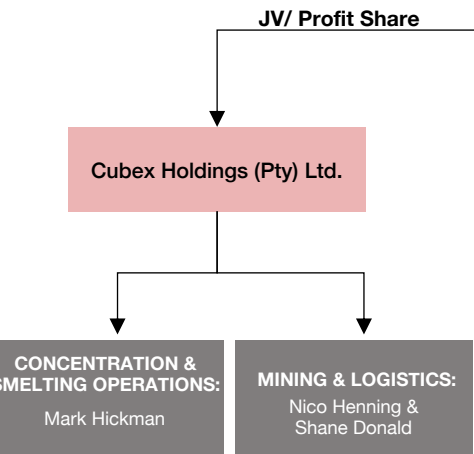 JV/ Profit Share
Cubex Holdings (Pty) Ltd.
CONCENTRATION &
SMELTING OPERATIONS:
Mark Hickman
MINING & LOGISTICS:
Nico Henning &
Shane Donald